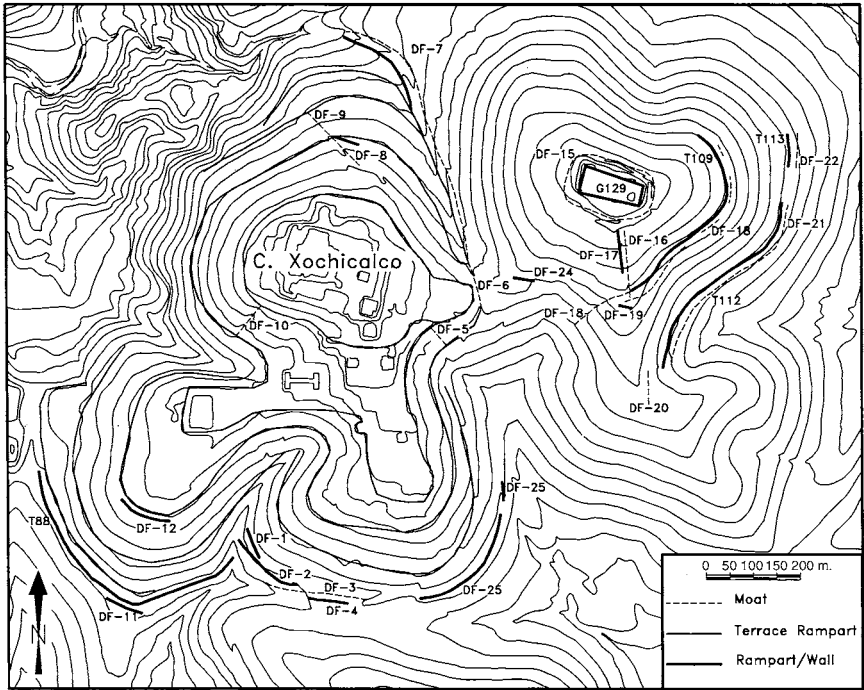 DF-7
DF-9
DF-8
DF-15
G129
T109
T113
DF-22
DF-21
DF-16
DF-18
DF-17
C. Xochicalco
DF-6
DF-24
DF-18
DF-19
T112
DF-10
DF-5
DF-20
DF-25
T88
DF-12
DF-1
DF-2
DF-3
DF-4
DF-25
DF-11
N
0 50 100 150 200 m.
Moat
Terrace Rampart
Rampart/Wall